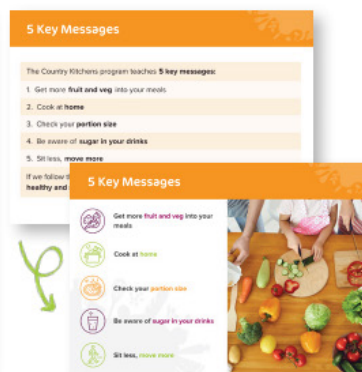 5 Key Messages
The Country Kitchens program teaches 5 key messages:
1. Get more fruit and veg into your meals
2. Cook at home
3. Check your portion size
4. Be aware of sugar in your drinks
5. Sit less, move more
If we follow t
healthy and
5 Key Messages
Get more fruit and veg into your
meals
Cook at home
Check your portion size
Be aware of sugar in your drinks
Sit less, move more